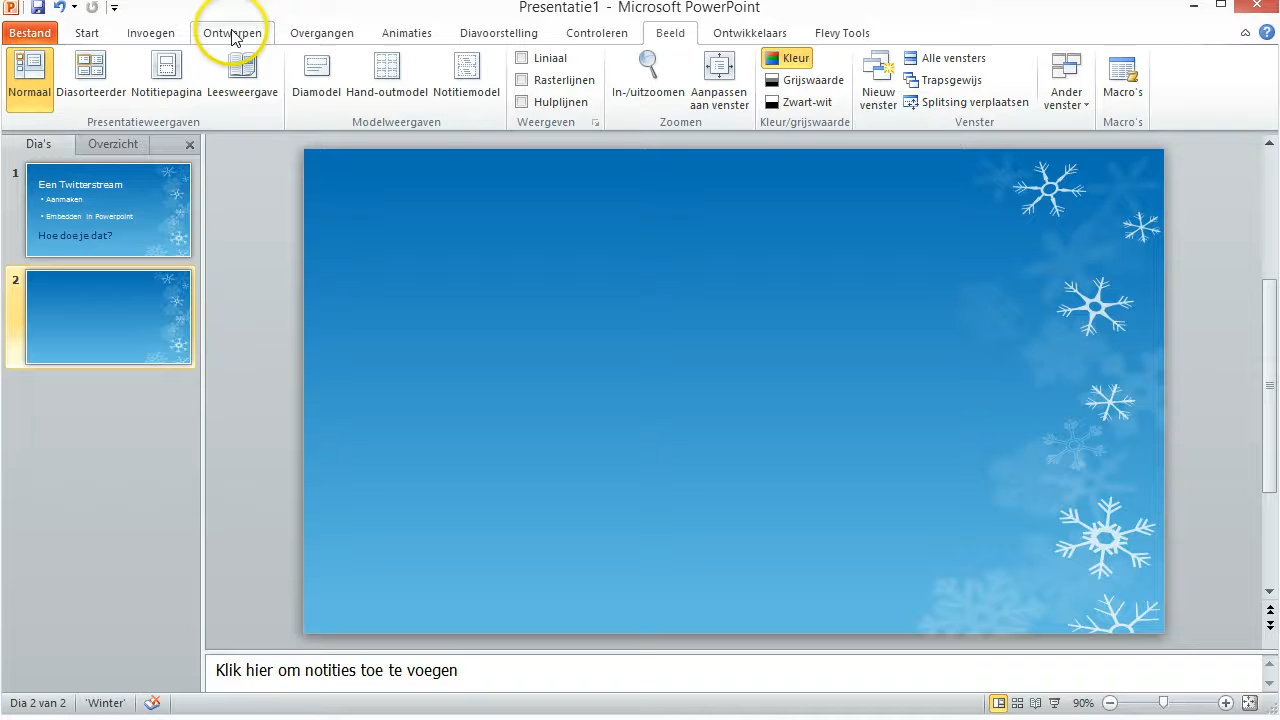 Presentatie1 - Microsoft PowerPoint
Bestand Start Invoegen Ontwerpen Overgangen Animaties Diavoorstelling Controleren Beeld Ontwikkelaars Flevy Tools
Normaal Diasorteerder Notitiepagina Leesweergave
Presentatieweergaven
Diamodel Hand-outmodel Notitiemodel
Modelweergaven
Liniaal
Rasterlijnen
Hulplijnen
Weergeven
In-/uitzoomen Aanpassen aan venster
Zoomen
Kleur
Grijswaarde
Zwart-wit
Kleur/grijswaarde
Nieuw venster
Alle vensters
Trapsgewijs
Splitsing verplaatsen
Ander venster
Venster
Macro's
Macro's
Dia's Overzicht
1
Een Twitterstream
• Aanmaken
• Embedden in Powerpoint
Hoe doe je dat?
2
Klik hier om notities toe te voegen
Dia 2 van 2 'Winter' 90%